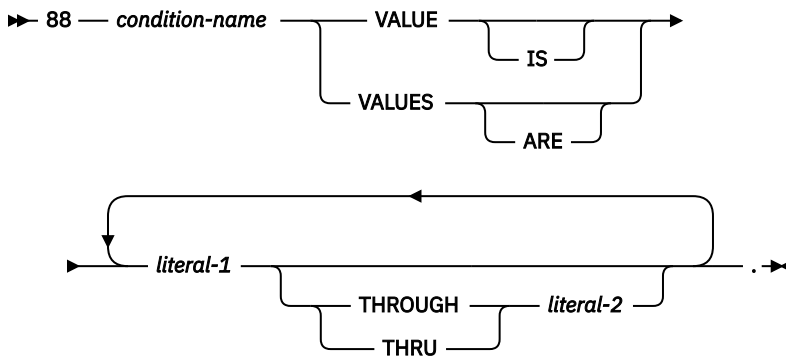 88 condition-name VALUE
IS
VALUES
ARE
literal-1 .
THROUGH literal-2
THRU